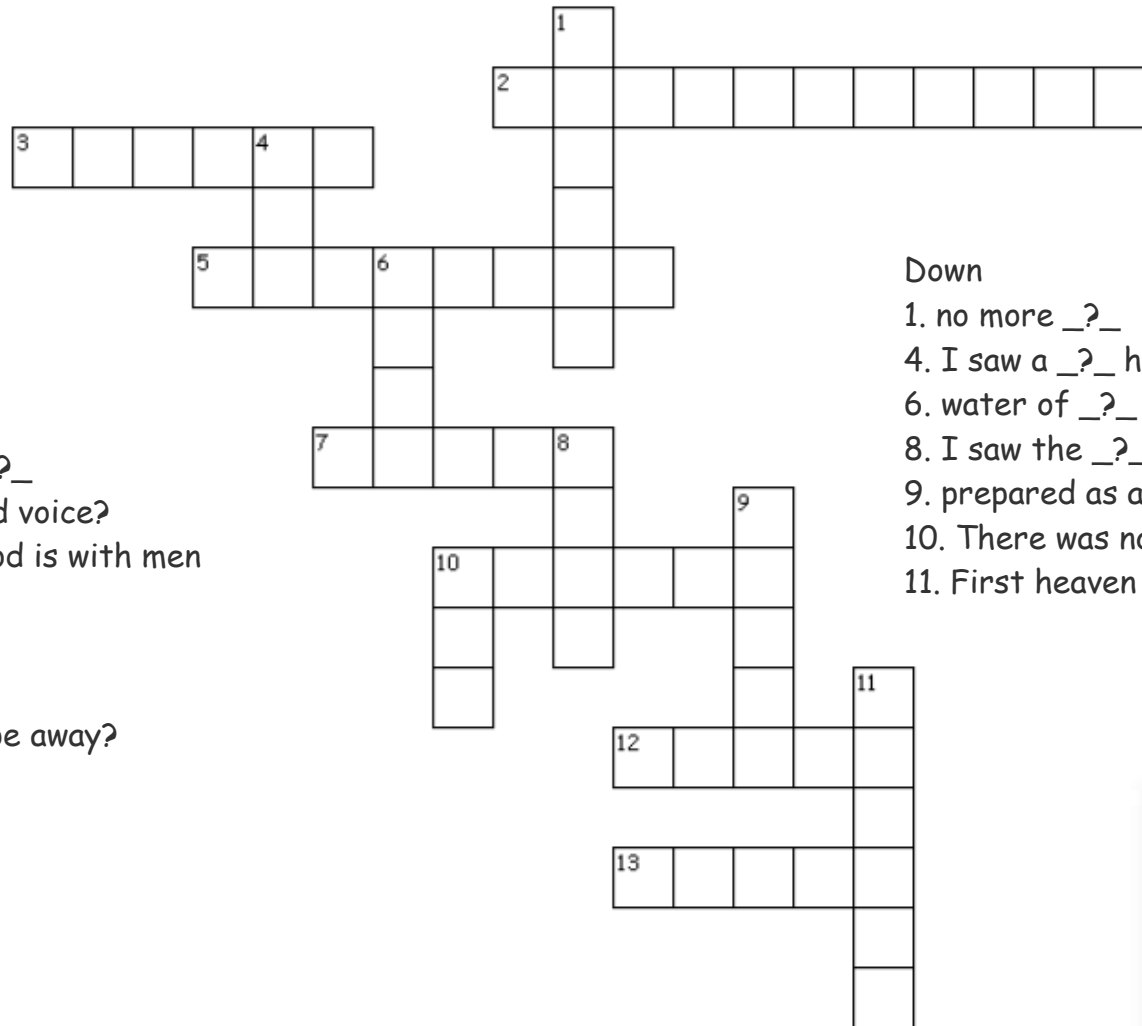 1
2
3 4
5 6
Down
1. no more _?_
4. I saw a _?_ h
6. water of _?_
8. I saw the _?_
9. prepared as a
10. There was no
11. First heaven
?_
d voice?
od is with men
pe away?
7 8
9
10
11
12
13